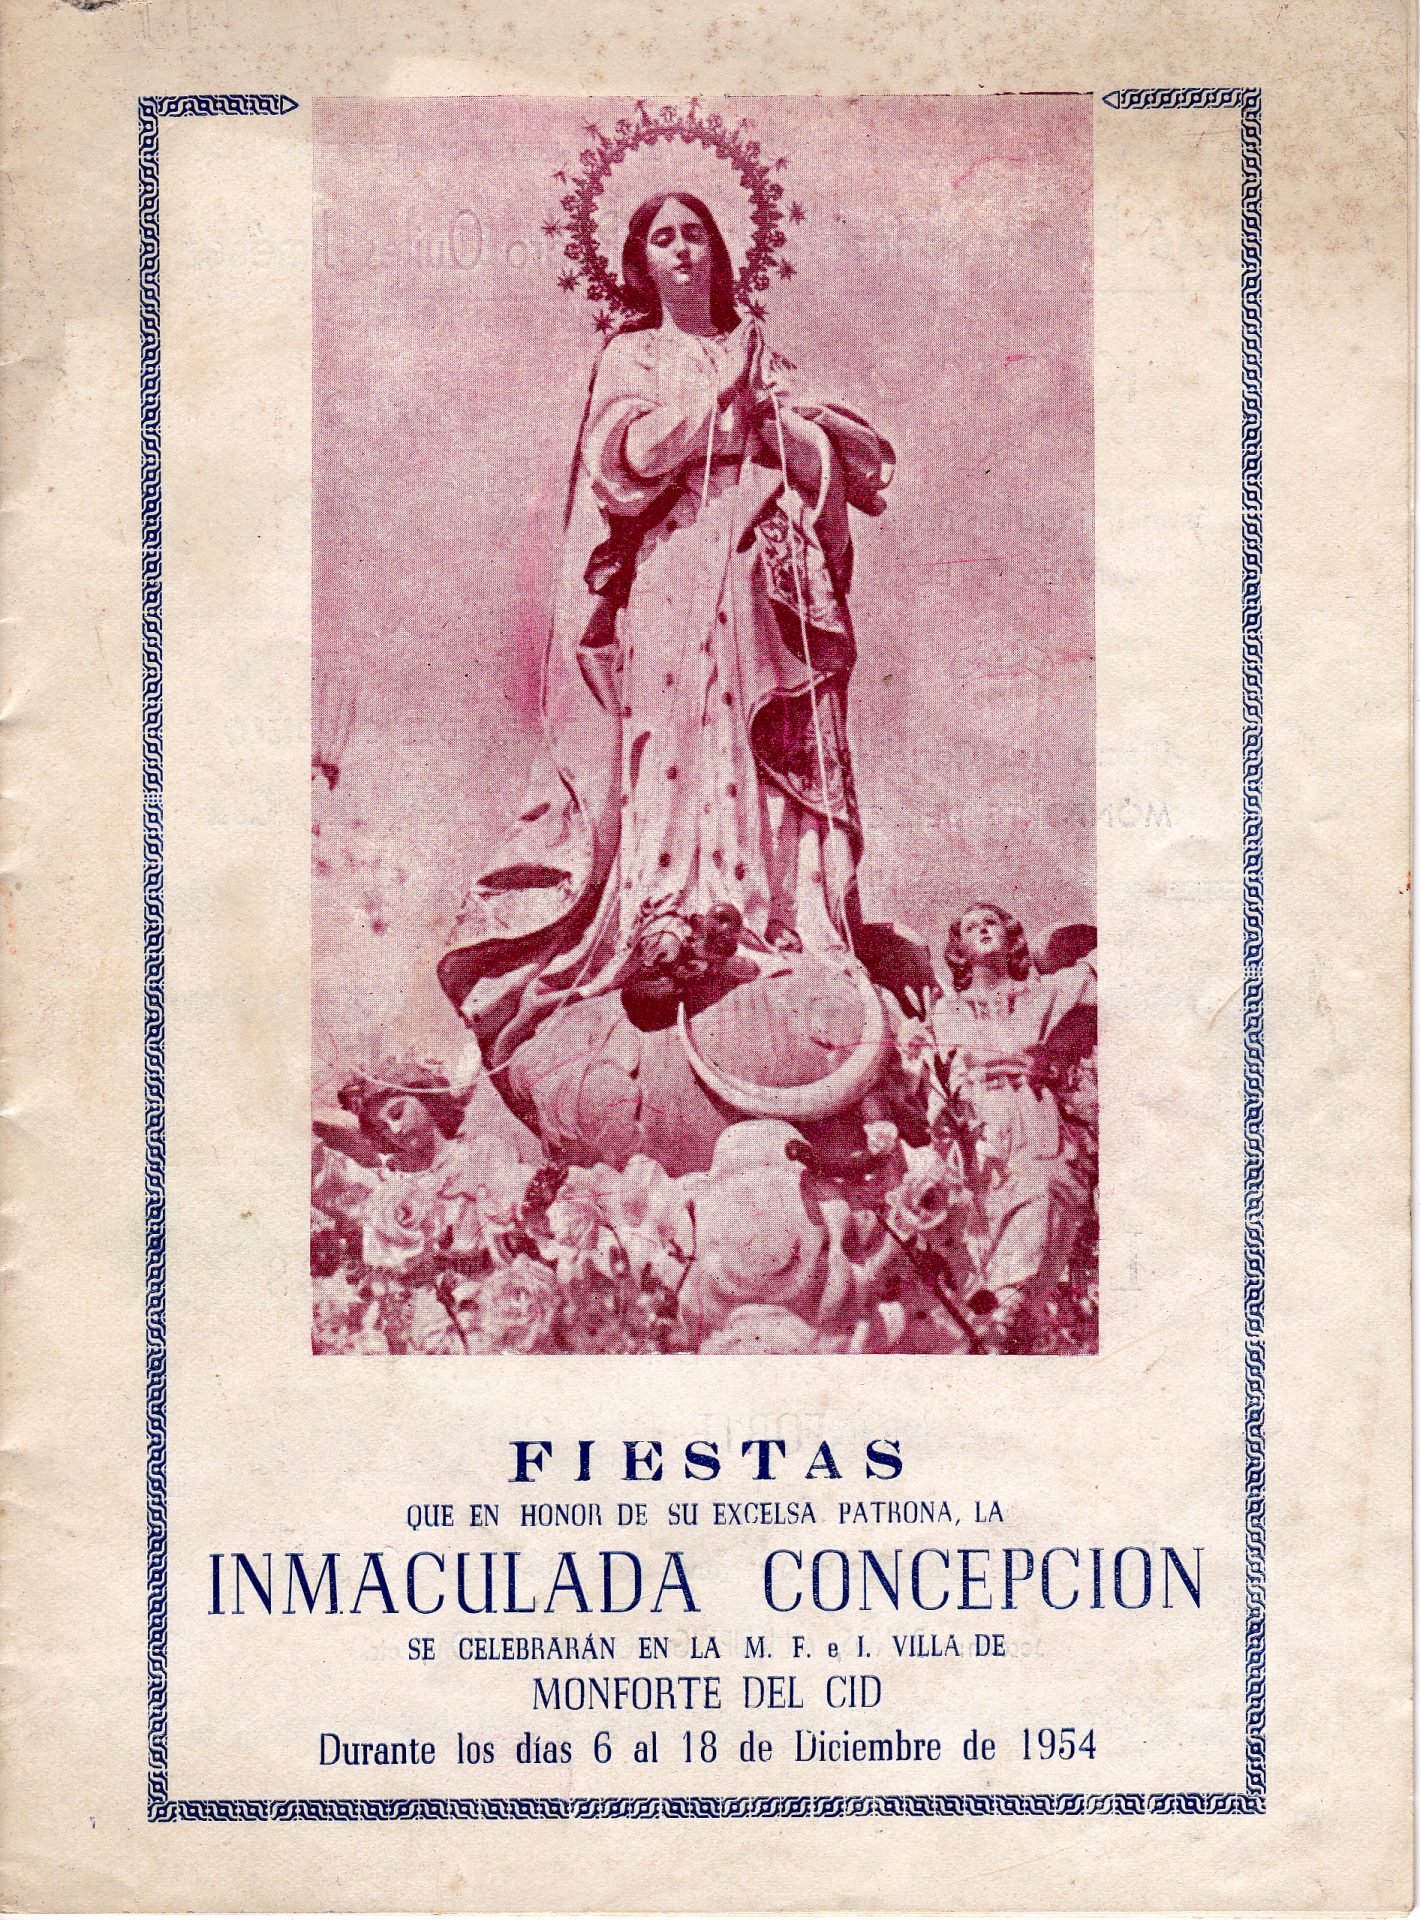 FIESTAS
QUE EN HONOR DE SU EXCELSA PATRONA, LA
INMACULADA CONCEPCION
SE CELEBRARÁN EN LA M. F. e I. VILLA DE
MONFORTE DEL CID
Durante los días 6 al 18 de Diciembre de 1954